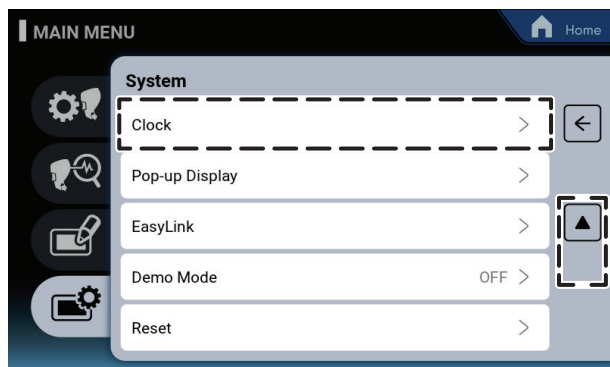 MAIN MENU
Home
System
Clock
Pop-up Display
EasyLink
Demo Mode OFF
Reset